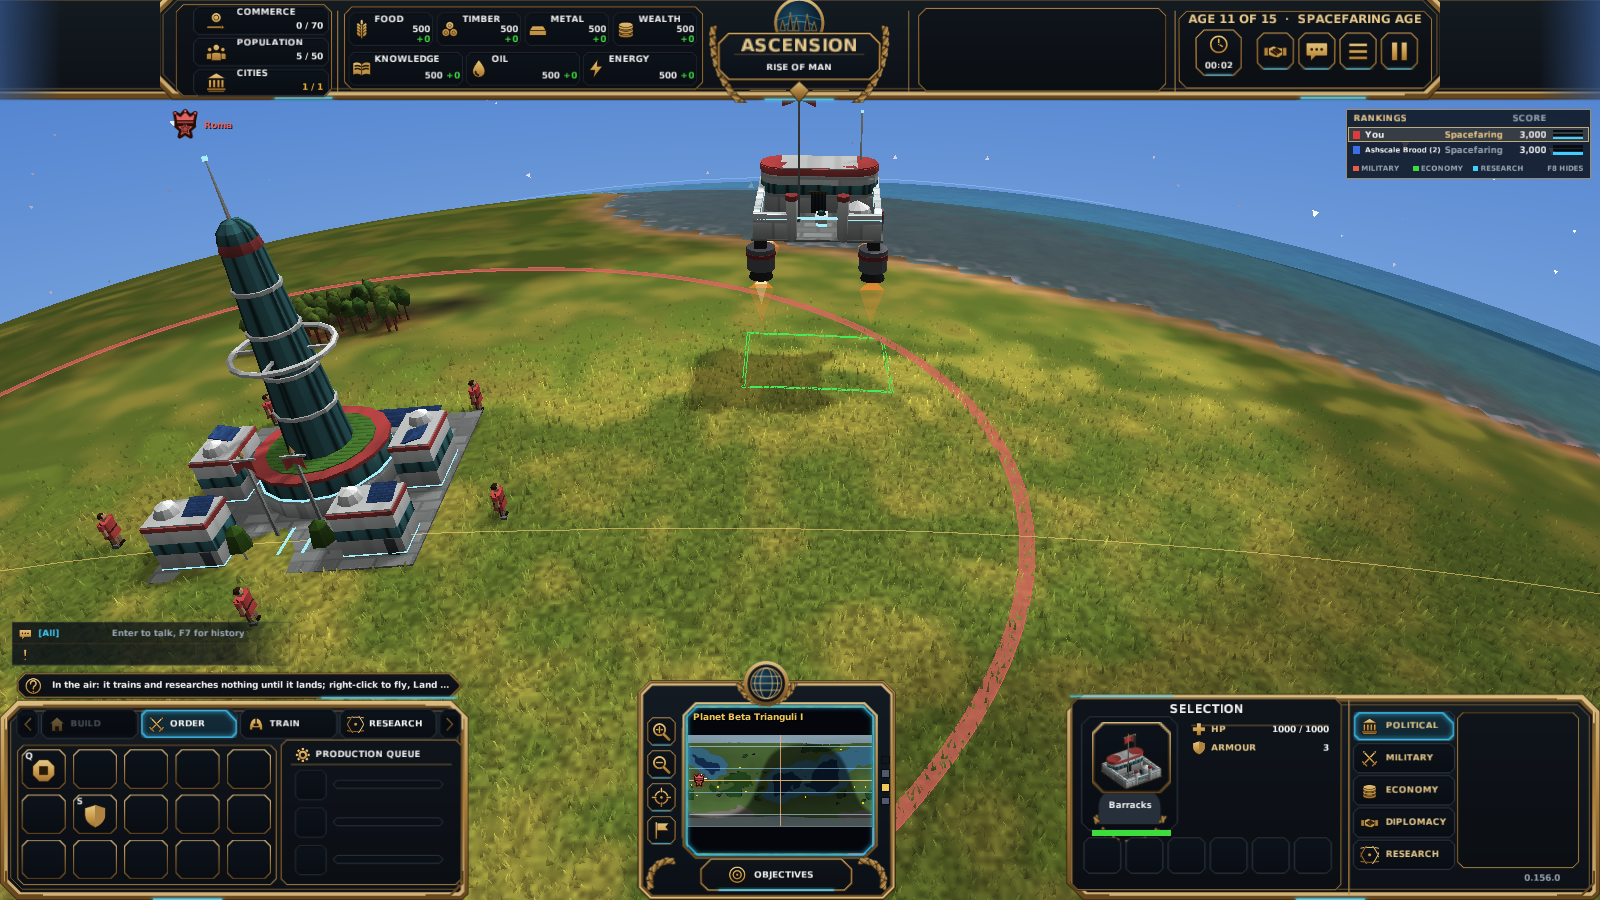 COMMERCE
0 / 70
POPULATION
5 / 50
CITIES
1 / 1
FOOD
500
+0
TIMBER
500
+0
METAL
500
+0
WEALTH
500
+0
KNOWLEDGE
500 +0
OIL
500 +0
ENERGY
500 +0
ASCENSION
RISE OF MAN
AGE 11 OF 15 · SPACEFARING AGE
00:02
Roma
RANKINGS SCORE
You Spacefaring 3,000
Ashscale Brood (2) Spacefaring 3,000
MILITARY ECONOMY RESEARCH F8 HIDES
[All] Enter to talk, F7 for history
!
In the air: it trains and researches nothing until it lands; right-click to fly, Land ...
BUILD ORDER TRAIN RESEARCH
Q
S
PRODUCTION QUEUE
Planet Beta Trianguli I
OBJECTIVES
SELECTION
HP 1000 / 1000
ARMOUR 3
Barracks
POLITICAL
MILITARY
ECONOMY
DIPLOMACY
RESEARCH
0.156.0